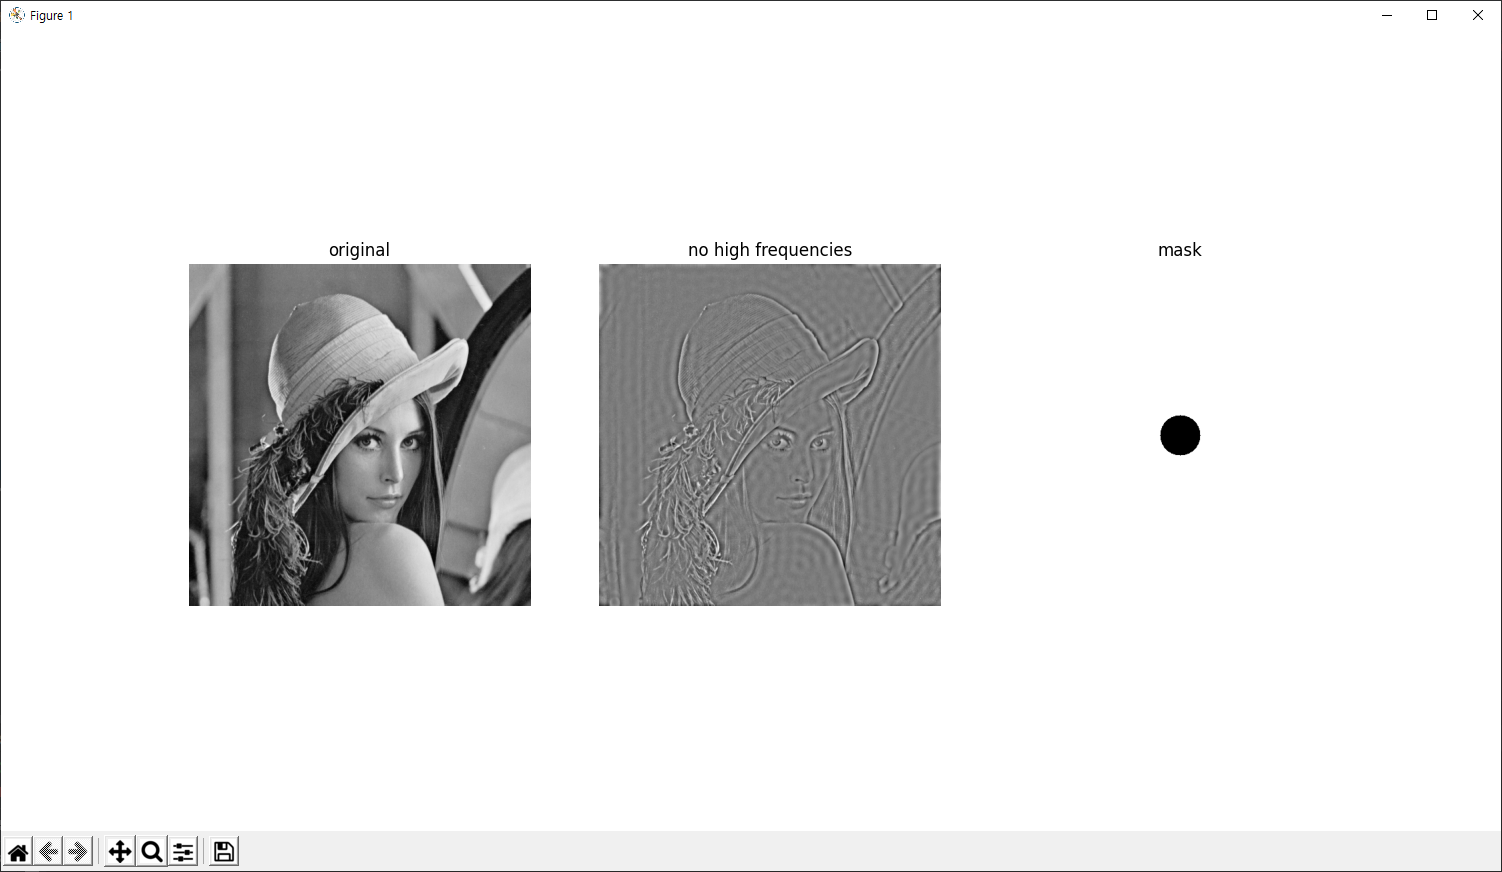 Figure 1
original
no high frequencies
mask